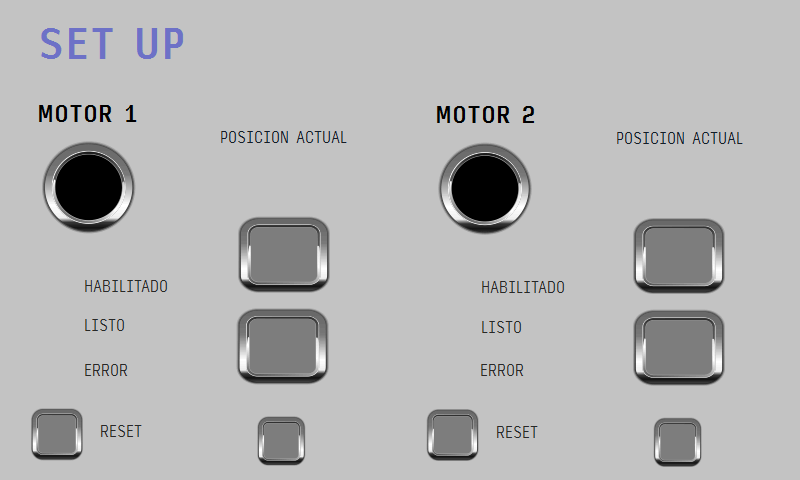 SET UP
MOTOR 1
POSICION ACTUAL
HABILITADO
LISTO
ERROR
RESET
MOTOR 2
POSICION ACTUAL
HABILITADO
LISTO
ERROR
RESET